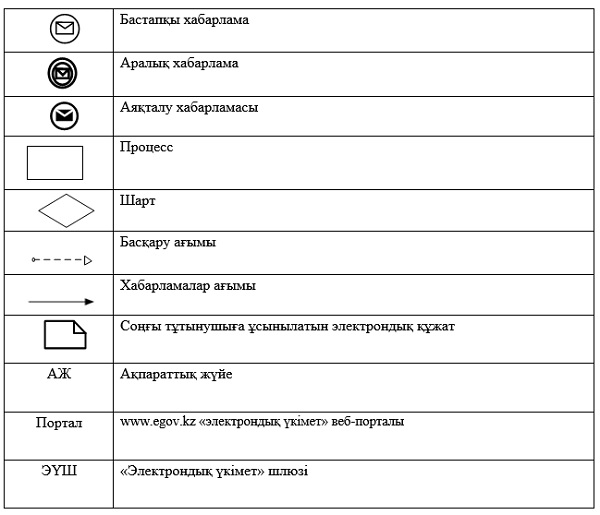 Бастапқы хабарлама
Аралық хабарлама
Аяқталу хабарламасы
Процесс
Шарт
Басқару ағымы
Хабарламалар ағымы
Соңғы тұтынушыға ұсынылатын электрондық құжат
АЖ Ақпараттық жүйе
Портал www.egov.kz «электрондық үкімет» веб-порталы
ЭҮШ «Электрондық үкімет» шлюзі